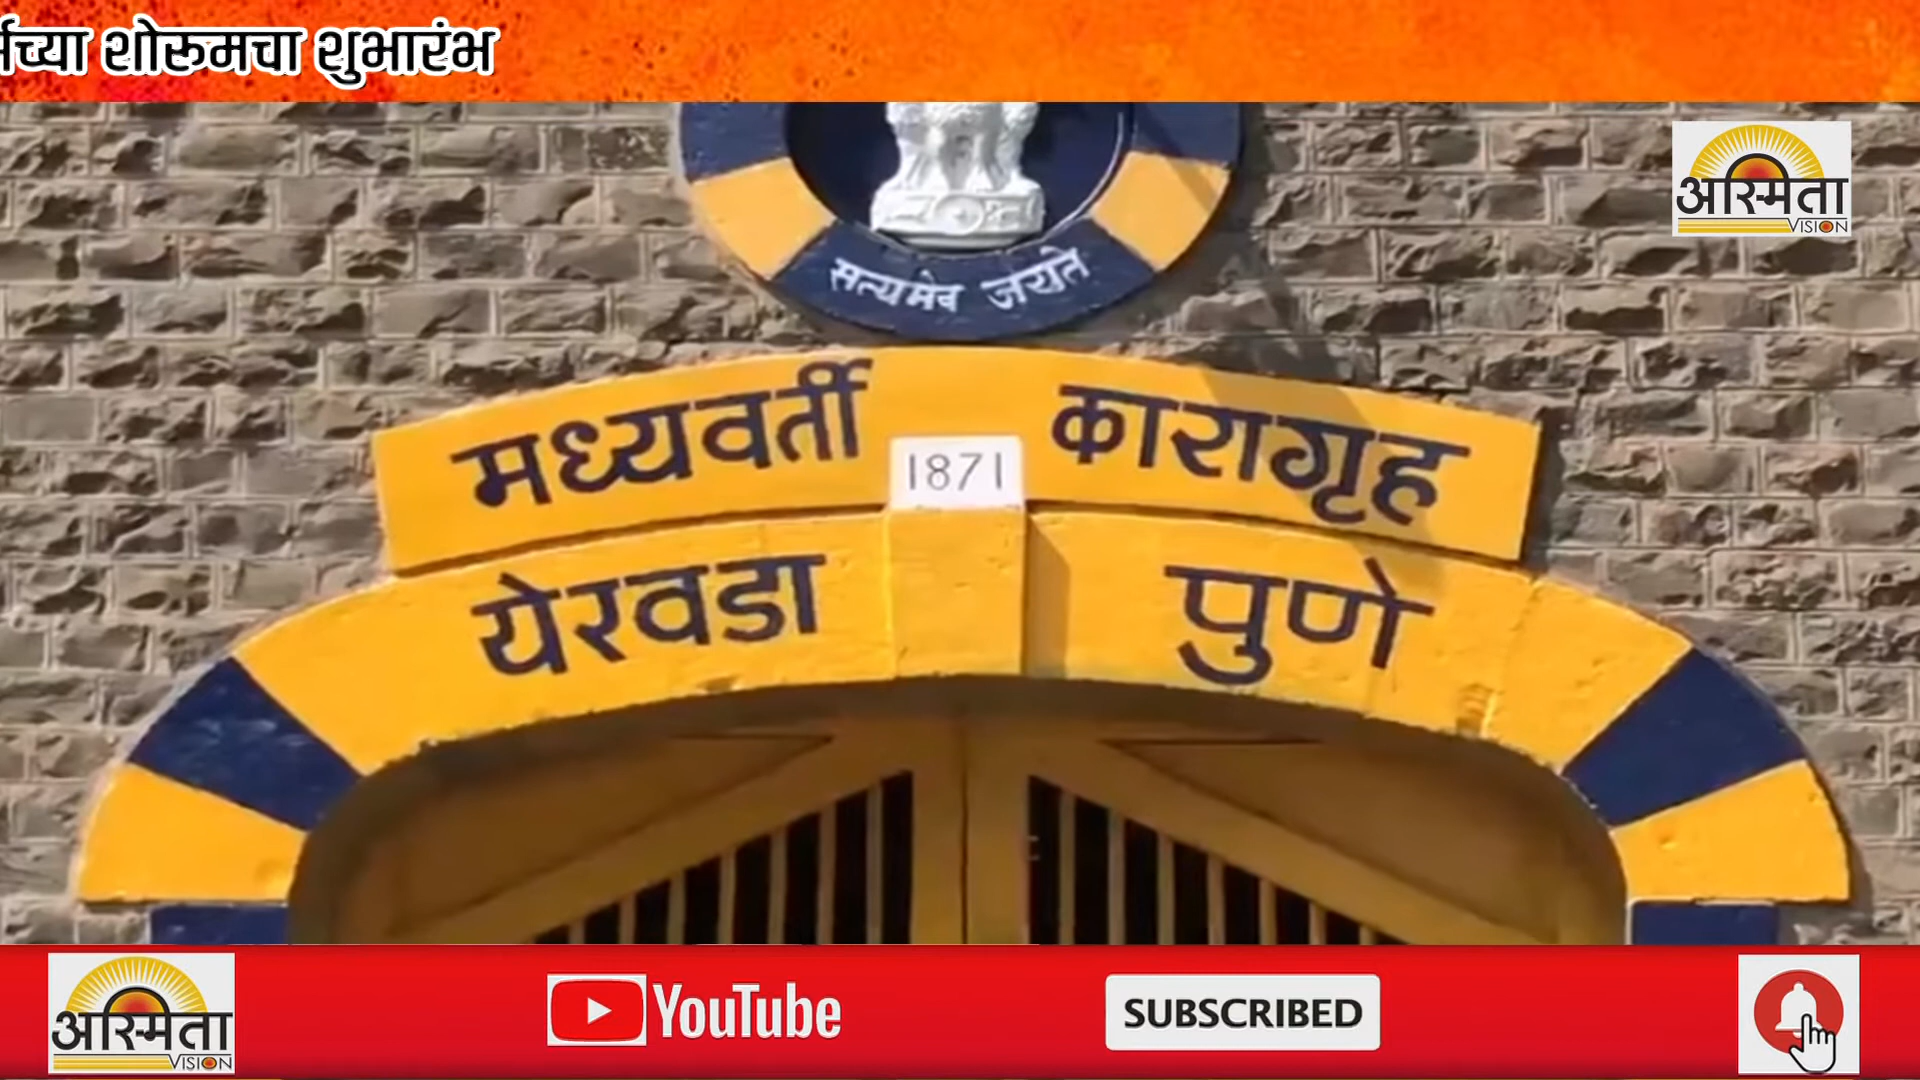 शोरूमचा शुभारंभ
अस्मिता
VISION
सत्यमेव जयते
मध्यवर्ती कारागृह
1871
येरवडा पुणे
अस्मिता
VISION
YouTube
SUBSCRIBED